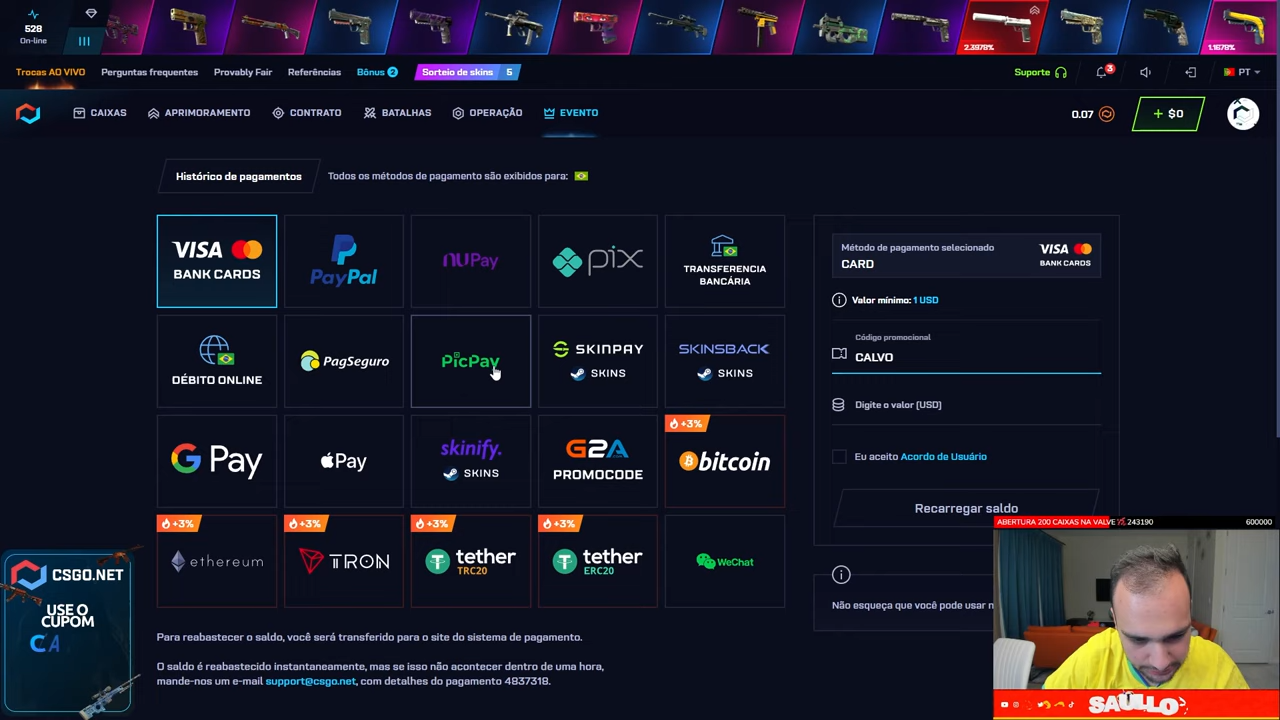 528
On-line
2.3978%
1.1679%
Trocas AO VIVO
Perguntas frequentes
Provably Fair
Referências
Bônus 2
Sorteio de skins 5
Suporte
3
PT
CAIXAS
APRIMORAMENTO
CONTRATO
BATALHAS
OPERAÇÃO
EVENTO
0.07
+ $0
Histórico de pagamentos
Todos os métodos de pagamento são exibidos para:
VISA
BANK CARDS
PayPal
nuPay
pix
TRANSFERENCIA
BANCÁRIA
DÉBITO ONLINE
PagSeguro
PicPay
SKINPAY
SKINS
SKINSBACK
SKINS
G Pay
Pay
skinify.
SKINS
G2A
PROMOCODE
+3%
bitcoin
+3%
ethereum
+3%
TRON
+3%
tether
TRC20
+3%
tether
ERC20
WeChat
Método de pagamento selecionado
CARD
VISA
BANK CARDS
Valor mínimo: 1 USD
Código promocional
CALVO
Digite o valor (USD)
Eu aceito Acordo de Usuário
Recarregar saldo
Não esqueça que você pode usar
Para reabastecer o saldo, você será transferido para o site do sistema de pagamento.
O saldo é reabastecido instantaneamente, mas se isso não acontecer dentro de uma hora,
mande-nos um e-mail support@csgo.net, com detalhes do pagamento 4837318.
CSGO.NET
USE O
CUPOM
CA
ABERTURA 200 CAIXAS NA VALVE 243190
600000
SAULLO